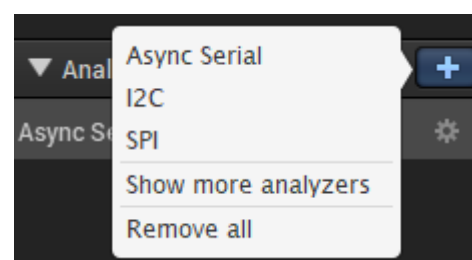 Async Serial
▼ Anal
+
I2C
Async Se
SPI
Show more analyzers
Remove all